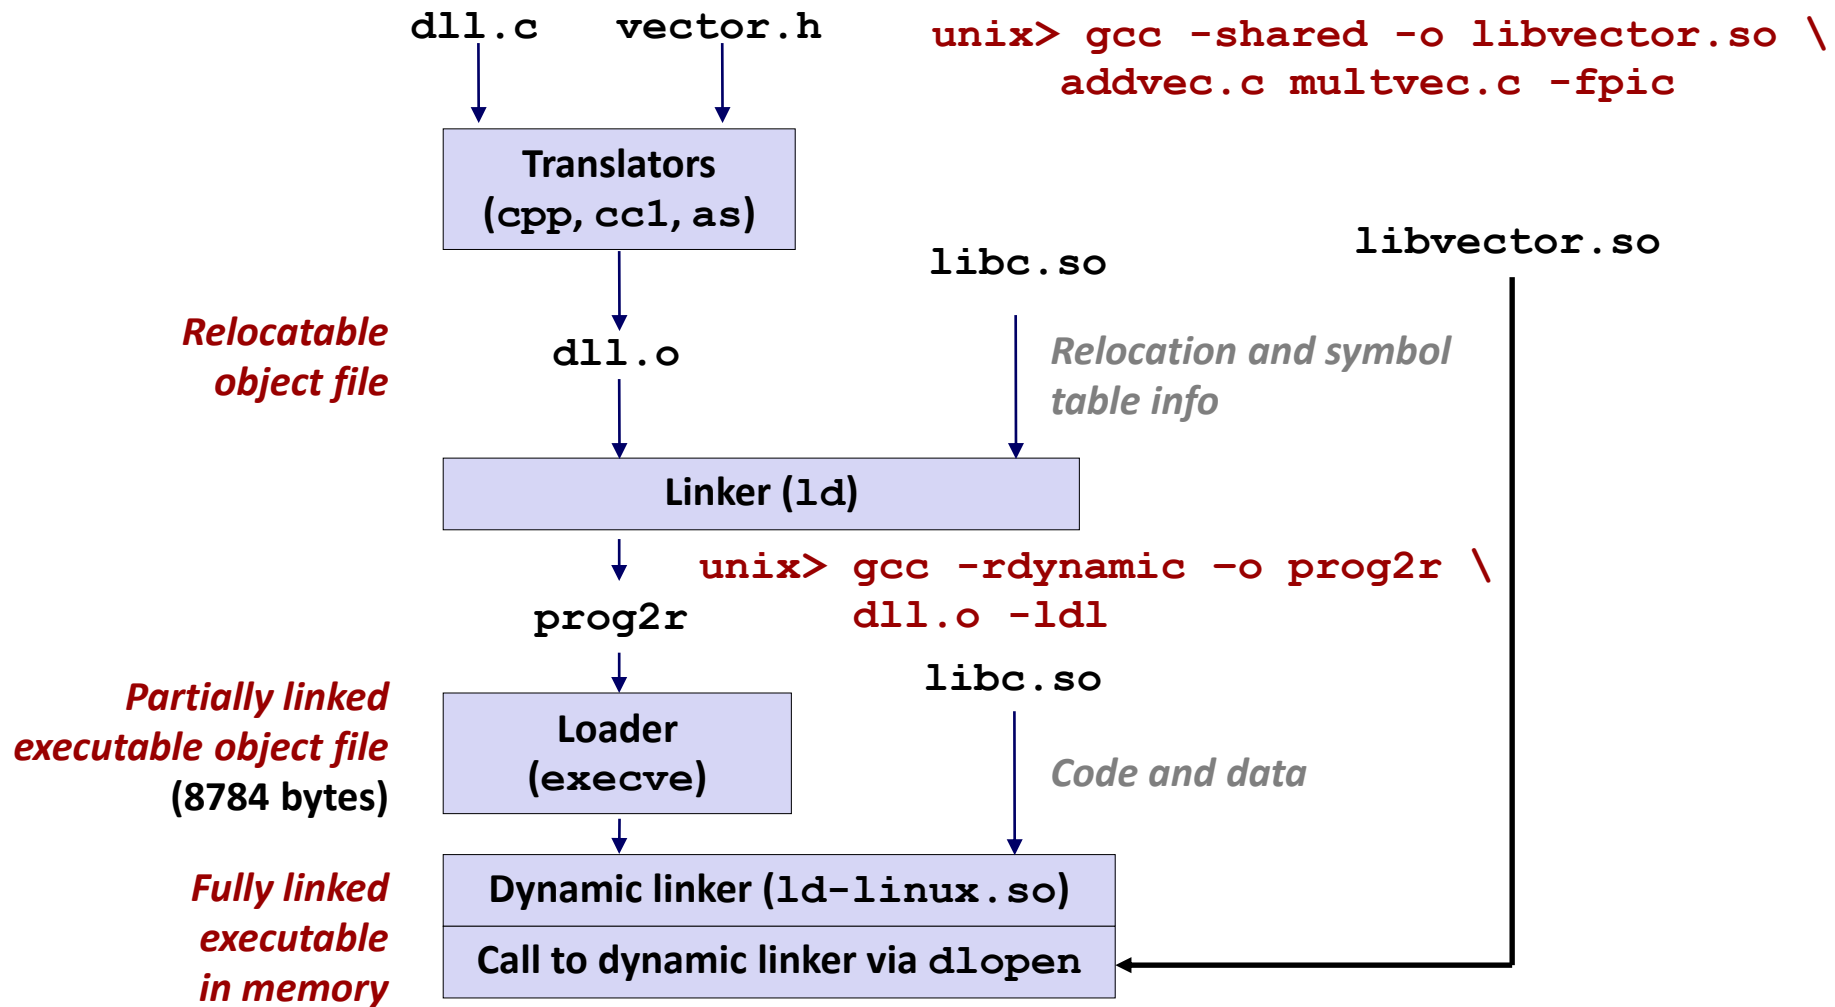 dll.c vector.h
unix> gcc -shared -o libvector.so \
addvec.c multvec.c -fpic
Translators
(cpp, cc1, as)
libc.so
libvector.so
Relocatable
object file
dll.o
Relocation and symbol
table info
Linker (ld)
unix> gcc -rdynamic –o prog2r \
dll.o -ldl
prog2r
libc.so
Partially linked
executable object file
(8784 bytes)
Loader
(execve)
Code and data
Fully linked
executable
in memory
Dynamic linker (ld-linux.so)
Call to dynamic linker via dlopen